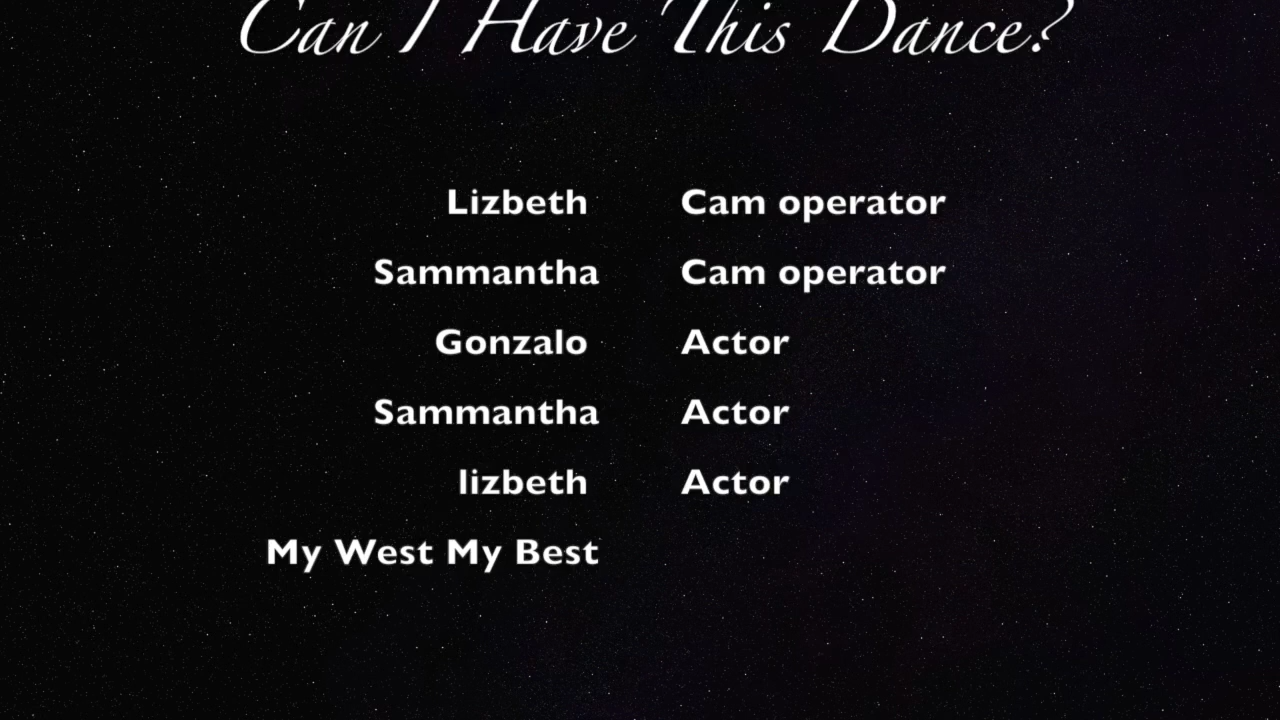 Can I Have This Dance?
Lizbeth Cam operator
Sammantha Cam operator
Gonzalo Actor
Sammantha Actor
lizbeth Actor
My West My Best